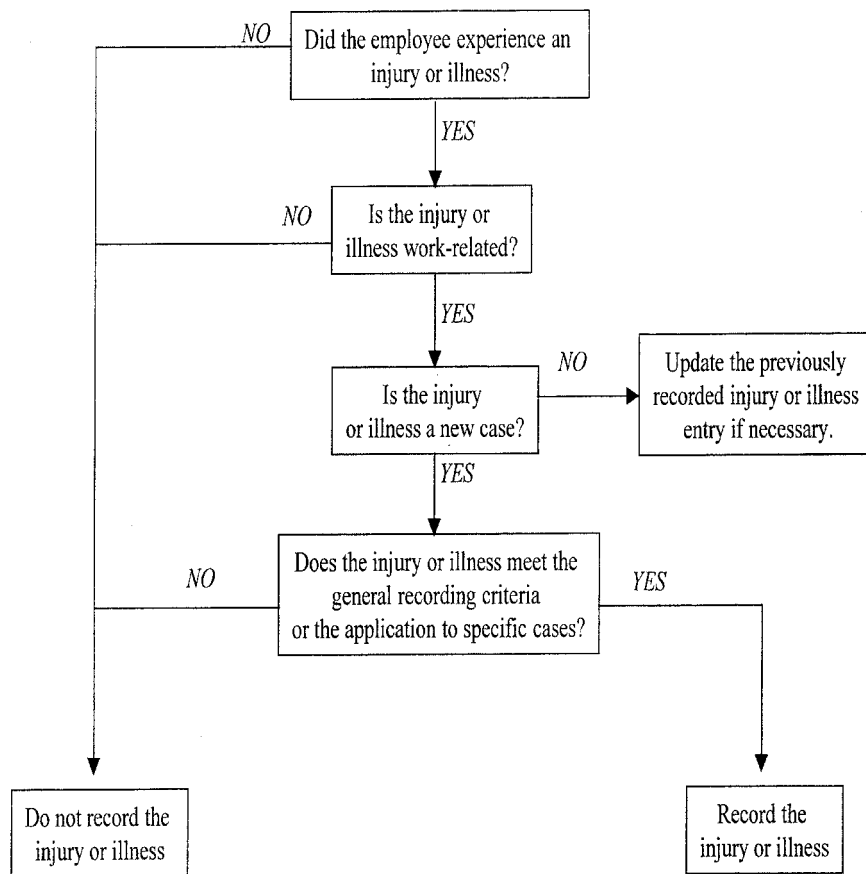 NO
Did the employee experience an
injury or illness?
YES
NO
Is the injury or
illness work-related?
YES
Is the injury
or illness a new case?
NO
Update the previously
recorded injury or illness
entry if necessary.
YES
NO
Does the injury or illness meet the
general recording criteria
or the application to specific cases?
YES
Do not record the
injury or illness
Record the
injury or illness